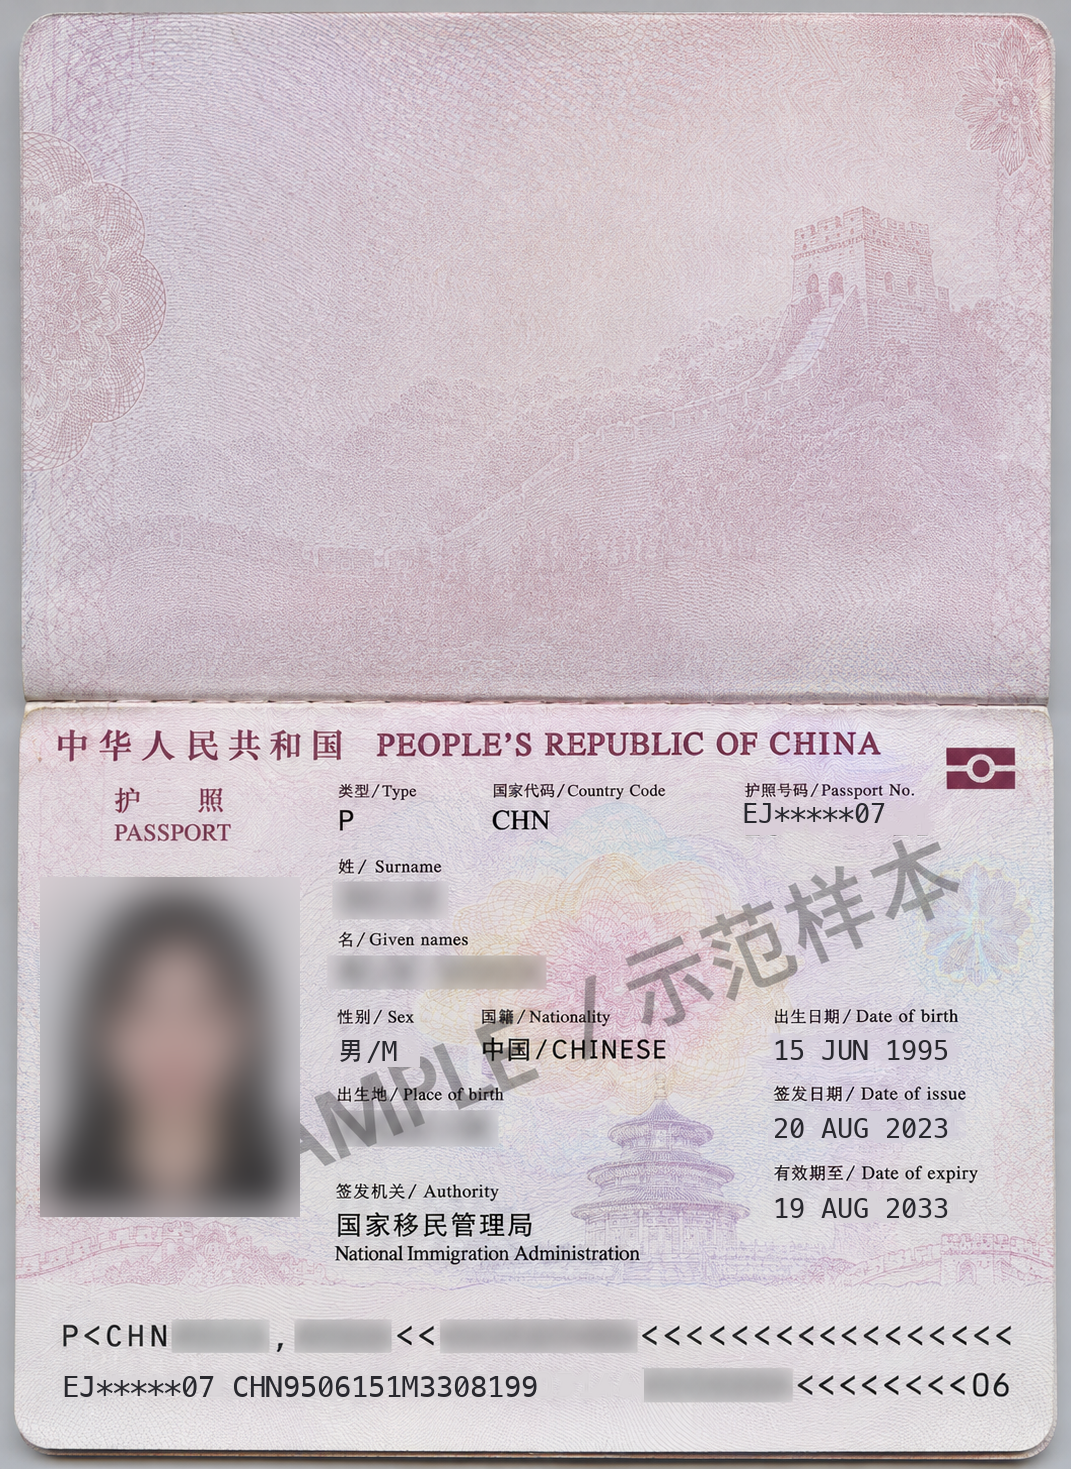 中华人民共和国 PEOPLE'S REPUBLIC OF CHINA
护 照
PASSPORT
类型/Type 国家代码/Country Code 护照号码/Passport No.
P CHN EJ*****07
姓/ Surname
名/Given names
性别/ Sex 国籍/Nationality 出生日期/ Date of birth
男/M 中国/CHINESE 15 JUN 1995
出生地/ Place of birth 签发日期/ Date of issue
20 AUG 2023
有效期至/ Date of expiry
19 AUG 2033
签发机关/ Authority
国家移民管理局
National Immigration Administration
AMPLE / 示范样本
P<CHN , << <<<<<<<<<<<<<<<<<
EJ*****07 CHN9506151M3308199 <<<<<<<<06